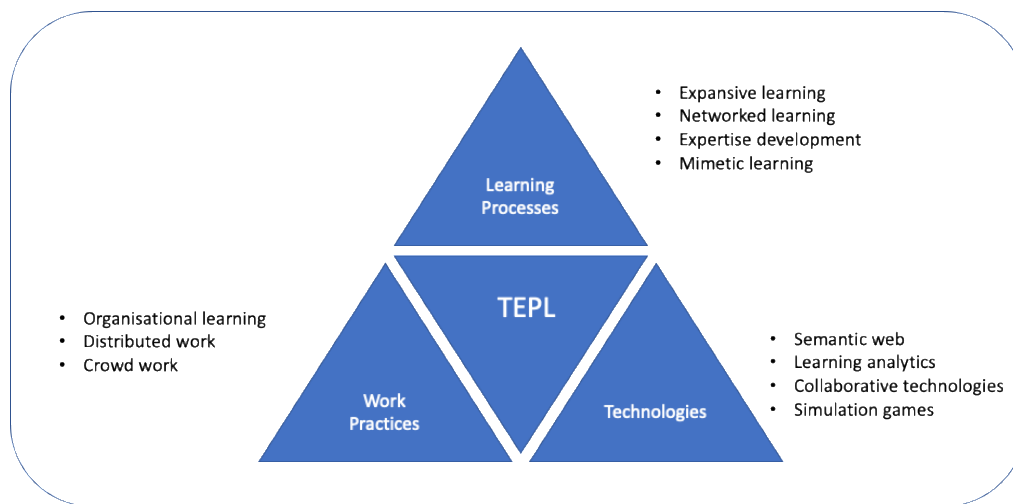 • Expansive learning
• Networked learning
• Expertise development
• Mimetic learning
Learning
Processes
TEPL
• Organisational learning
• Distributed work
• Crowd work
Work
Practices
Technologies
• Semantic web
• Learning analytics
• Collaborative technologies
• Simulation games